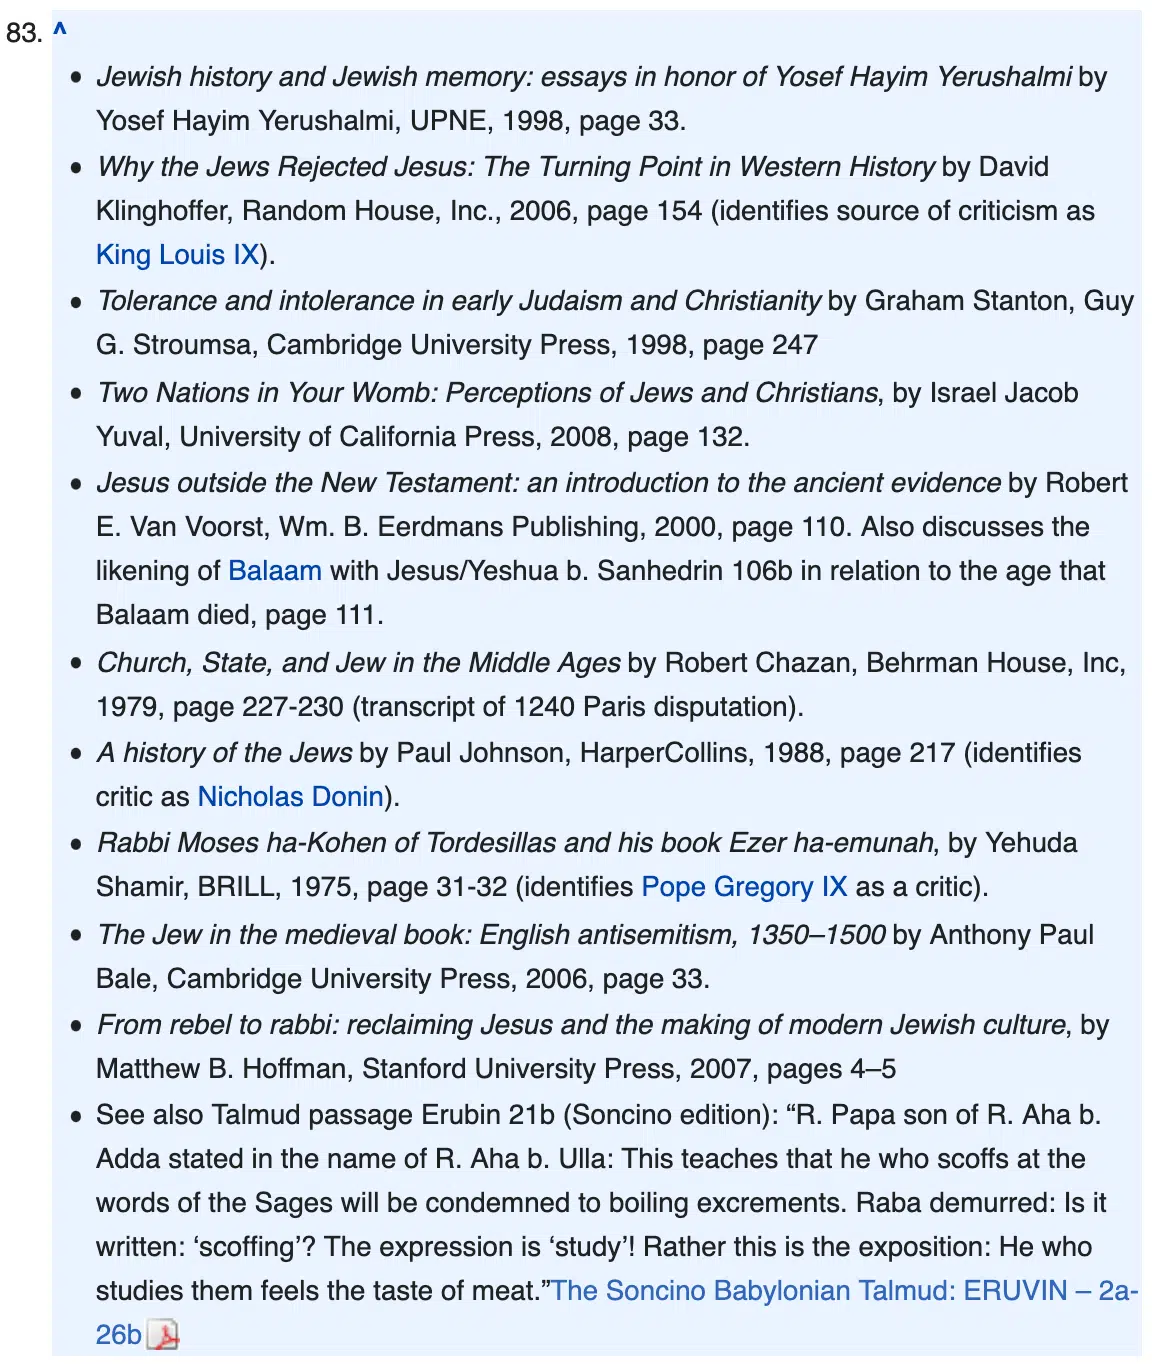 83. ^
• Jewish history and Jewish memory: essays in honor of Yosef Hayim Yerushalmi by
Yosef Hayim Yerushalmi, UPNE, 1998, page 33.
• Why the Jews Rejected Jesus: The Turning Point in Western History by David
Klinghoffer, Random House, Inc., 2006, page 154 (identifies source of criticism as
King Louis IX).
• Tolerance and intolerance in early Judaism and Christianity by Graham Stanton, Guy
G. Stroumsa, Cambridge University Press, 1998, page 247
• Two Nations in Your Womb: Perceptions of Jews and Christians, by Israel Jacob
Yuval, University of California Press, 2008, page 132.
• Jesus outside the New Testament: an introduction to the ancient evidence by Robert
E. Van Voorst, Wm. B. Eerdmans Publishing, 2000, page 110. Also discusses the
likening of Balaam with Jesus/Yeshua b. Sanhedrin 106b in relation to the age that
Balaam died, page 111.
• Church, State, and Jew in the Middle Ages by Robert Chazan, Behrman House, Inc,
1979, page 227-230 (transcript of 1240 Paris disputation).
• A history of the Jews by Paul Johnson, HarperCollins, 1988, page 217 (identifies
critic as Nicholas Donin).
• Rabbi Moses ha-Kohen of Tordesillas and his book Ezer ha-emunah, by Yehuda
Shamir, BRILL, 1975, page 31-32 (identifies Pope Gregory IX as a critic).
• The Jew in the medieval book: English antisemitism, 1350–1500 by Anthony Paul
Bale, Cambridge University Press, 2006, page 33.
• From rebel to rabbi: reclaiming Jesus and the making of modern Jewish culture, by
Matthew B. Hoffman, Stanford University Press, 2007, pages 4–5
• See also Talmud passage Erubin 21b (Soncino edition): “R. Papa son of R. Aha b.
Adda stated in the name of R. Aha b. Ulla: This teaches that he who scoffs at the
words of the Sages will be condemned to boiling excrements. Raba demurred: Is it
written: ‘scoffing’? The expression is ‘study’! Rather this is the exposition: He who
studies them feels the taste of meat.”The Soncino Babylonian Talmud: ERUVIN – 2a-
26b